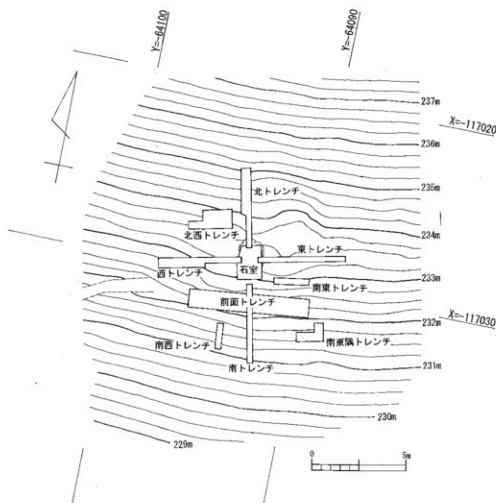 Y=-64100
Y=-64090
237m
X=-117020
236m
235m
北トレンチ
北西トレンチ
234m
東トレンチ
西トレンチ
石室
233m
南東トレンチ
前面トレンチ
232m
X=-117030
南西トレンチ
南東隅トレンチ
南トレンチ
231m
230m
229m
0
5m